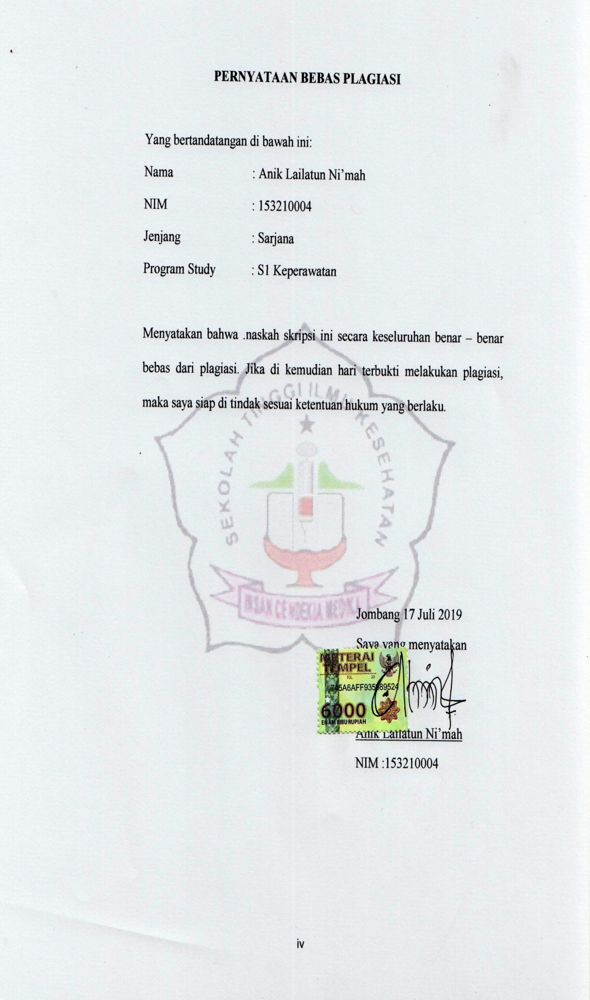 PERNYATAAN BEBAS PLAGIASI
Yang bertandatangan di bawah ini:
Nama : Anik Lailatun Ni’mah
NIM : 153210004
Jenjang : Sarjana
Program Study : S1 Keperawatan
Menyatakan bahwa .naskah skripsi ini secara keseluruhan benar – benar
bebas dari plagiasi. Jika di kemudian hari terbukti melakukan plagiasi,
maka saya siap di tindak sesuai ketentuan hukum yang berlaku.
SEKOLAH TINGGI ILMU KESEHATAN
INSAN CENDEKIA MEDIKA
Jombang 17 Juli 2019
Saya yang menyatakan
METERAI
TEMPEL
TGL. 20
745A6AFF935989524
6000
ENAM RIBU RUPIAH
Anik Lailatun Ni’mah
NIM :153210004
iv